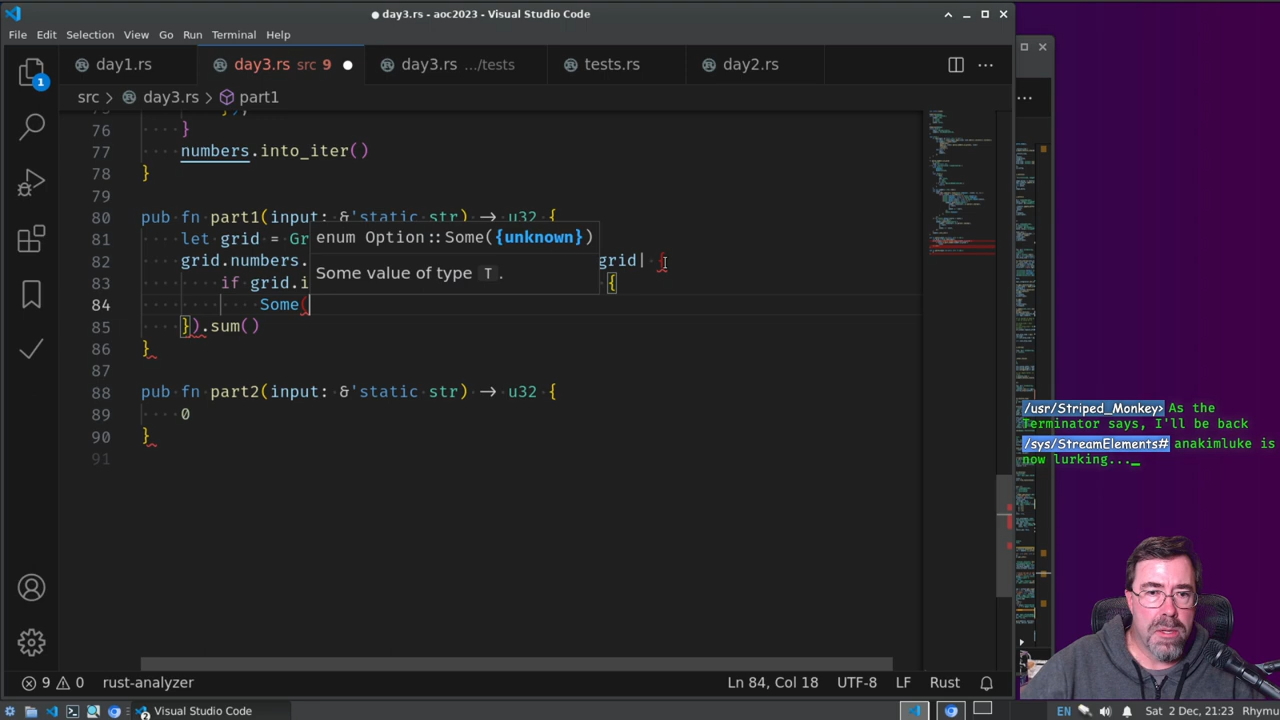 day3.rs - aoc2023 - Visual Studio Code
File Edit Selection View Go Run Terminal Help
day1.rs day3.rs src 9 day3.rs .../tests tests.rs day2.rs
src > day3.rs > part1
76 }
77 numbers.into_iter()
78 }
79
80 pub fn part1(input: &'static str) → u32 {
81 let grid = Gr
enum Option::Some({unknown})
82 grid.numbers. grid| {
Some value of type T.
83 if grid.i {
84 Some(
85 }).sum()
86 }
87
88 pub fn part2(input: &'static str) → u32 {
89 0
90 }
91
/usr/Striped_Monkey> As the
Terminator says, I'll be back
/sys/StreamElements# anakimluke is
now lurking..._
9 0 rust-analyzer Ln 84, Col 18 UTF-8 LF Rust
2 Visual Studio Code EN Sat 2 Dec, 21:23 Rhymu